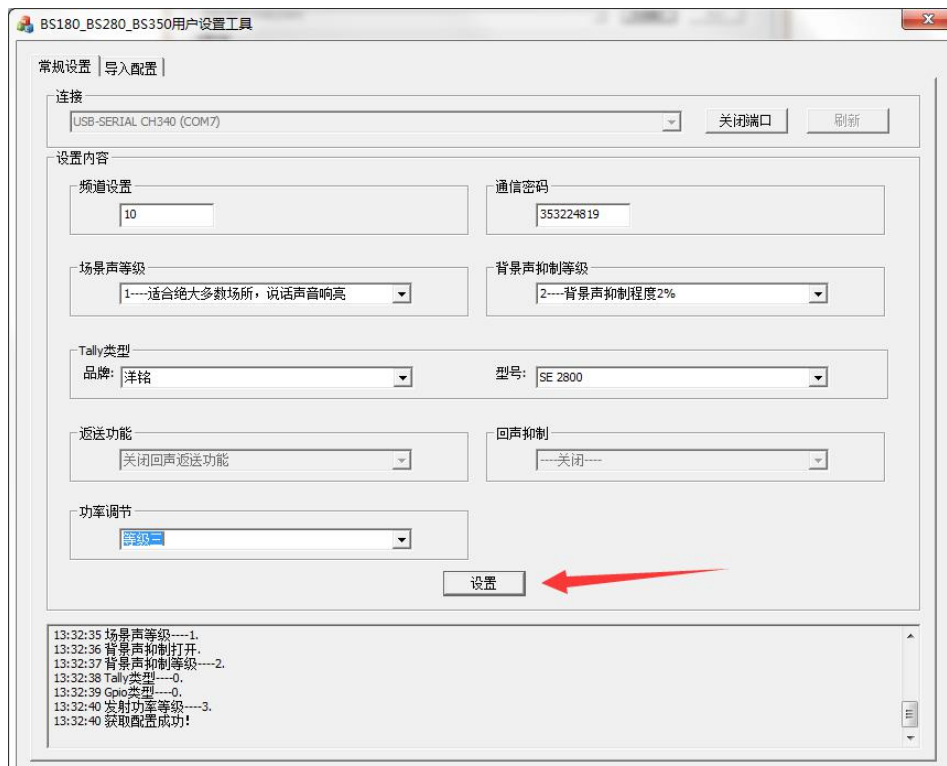 BS180_BS280_BS350用户设置工具
常规设置 导入配置
连接
USB-SERIAL CH340 (COM7) 关闭端口 刷新
设置内容
频道设置 通信密码
10 353224819
场景声等级 背景声抑制等级
1----适合绝大多数场所，说话声音响亮 2----背景声抑制程度2%
Tally类型
品牌: 洋铭 型号: SE 2800
返送功能 回声抑制
关闭回声返送功能 ----关闭----
功率调节
等级三
设置
13:32:35 场景声等级----1.
13:32:36 背景声抑制打开.
13:32:37 背景声抑制等级----2.
13:32:38 Tally类型----0.
13:32:39 Gpio类型----0.
13:32:40 发射功率等级----3.
13:32:40 获取配置成功!